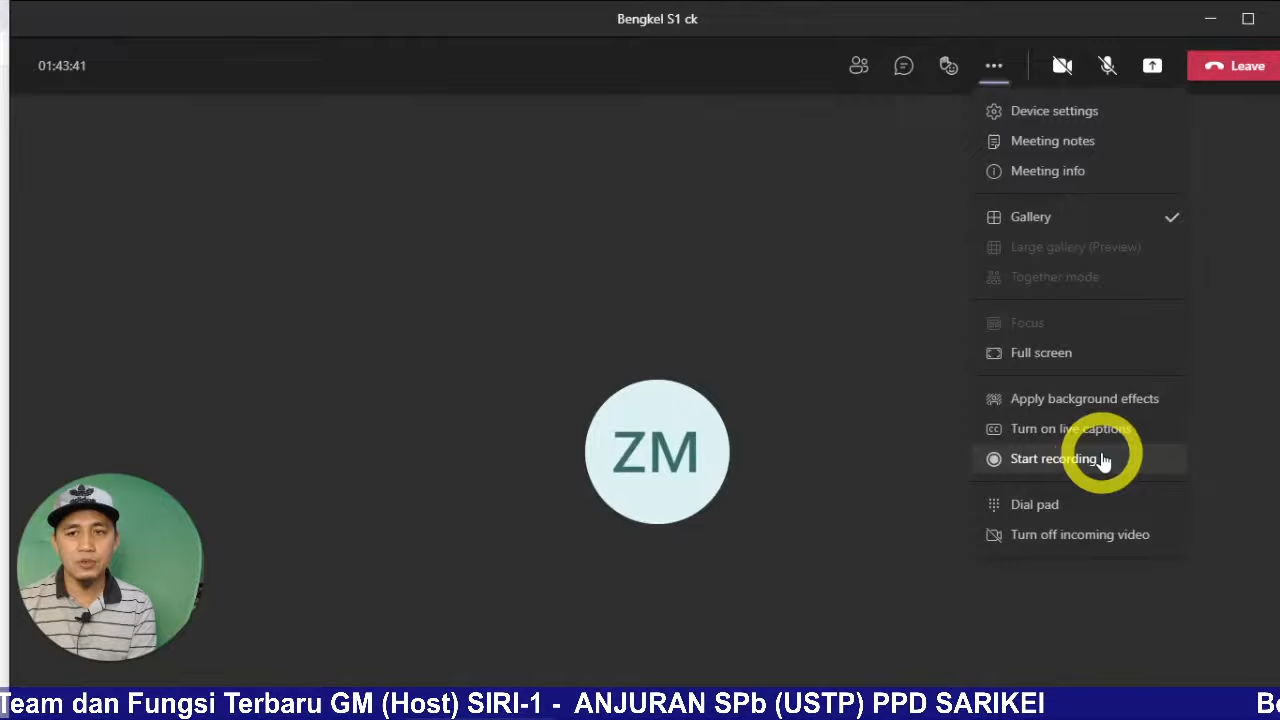 Bengkel S1 ck
01:43:41
Leave
Device settings
Meeting notes
Meeting info
Gallery
Large gallery (Preview)
Together mode
Focus
Full screen
Apply background effects
CC Turn on live captions
Start recording
Dial pad
Turn off incoming video
ZM
Team dan Fungsi Terbaru GM (Host) SIRI-1 - ANJURAN SPb (USTP) PPD SARIKEI